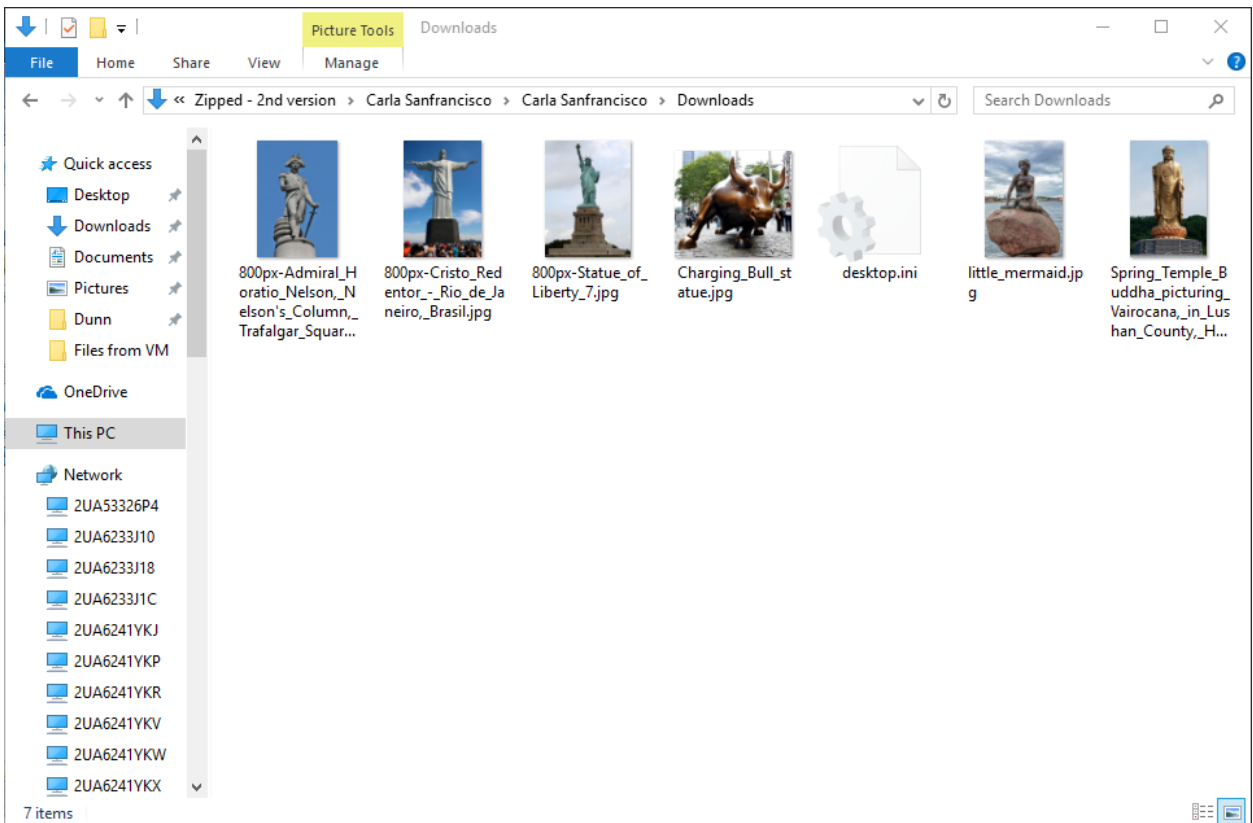 Picture Tools
Downloads
File
Home
Share
View
Manage
?
« Zipped - 2nd version > Carla Sanfrancisco > Carla Sanfrancisco > Downloads
Search Downloads
Quick access
Desktop
Downloads
Documents
Pictures
Dunn
Files from VM
OneDrive
This PC
Network
2UA53326P4
2UA6233J10
2UA6233J18
2UA6233J1C
2UA6241YKJ
2UA6241YKP
2UA6241YKR
2UA6241YKV
2UA6241YKW
2UA6241YKX
800px-Admiral_H
oratio_Nelson,_N
elson's_Column,_
Trafalgar_Squar...
800px-Cristo_Red
entor_-_Rio_de_Ja
neiro,_Brasil.jpg
800px-Statue_of_
Liberty_7.jpg
Charging_Bull_st
atue.jpg
desktop.ini
little_mermaid.jp
g
Spring_Temple_B
uddha_picturing_
Vairocana,_in_Lus
han_County,_H...
7 items